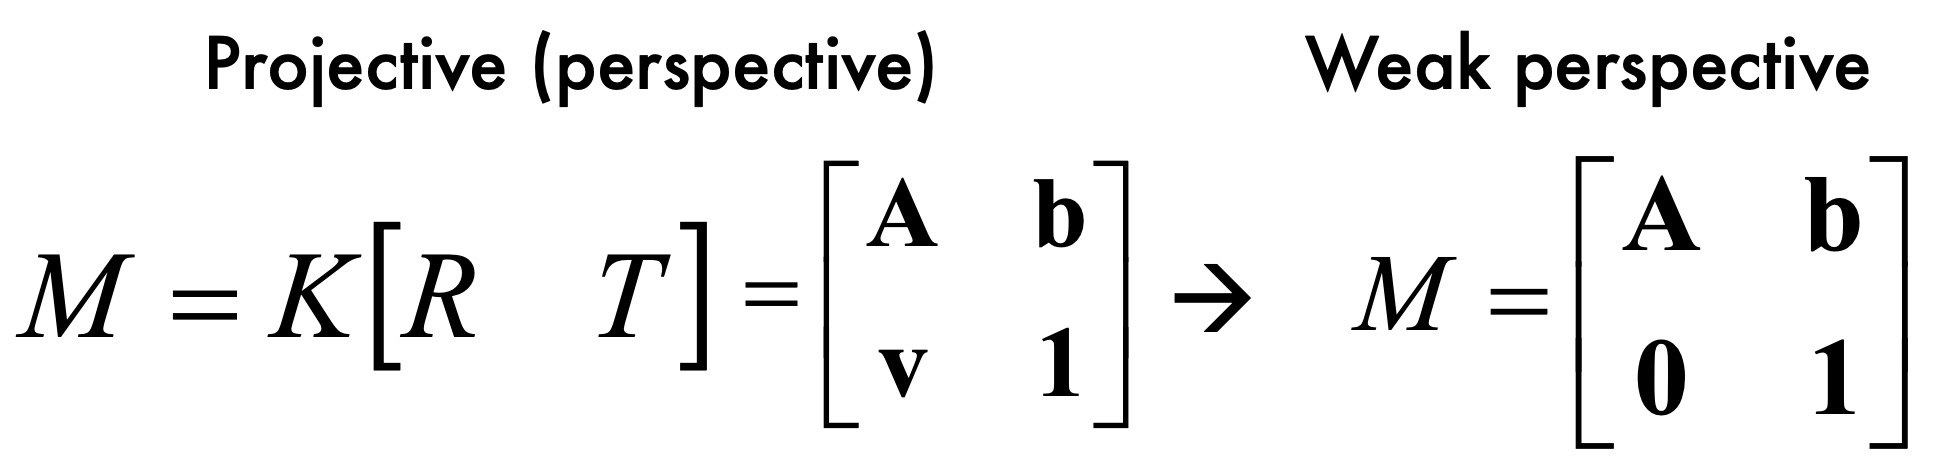 Projective (perspective) Weak perspective
M = K[R T] = [A b → M = [A b
v 1] 0 1]